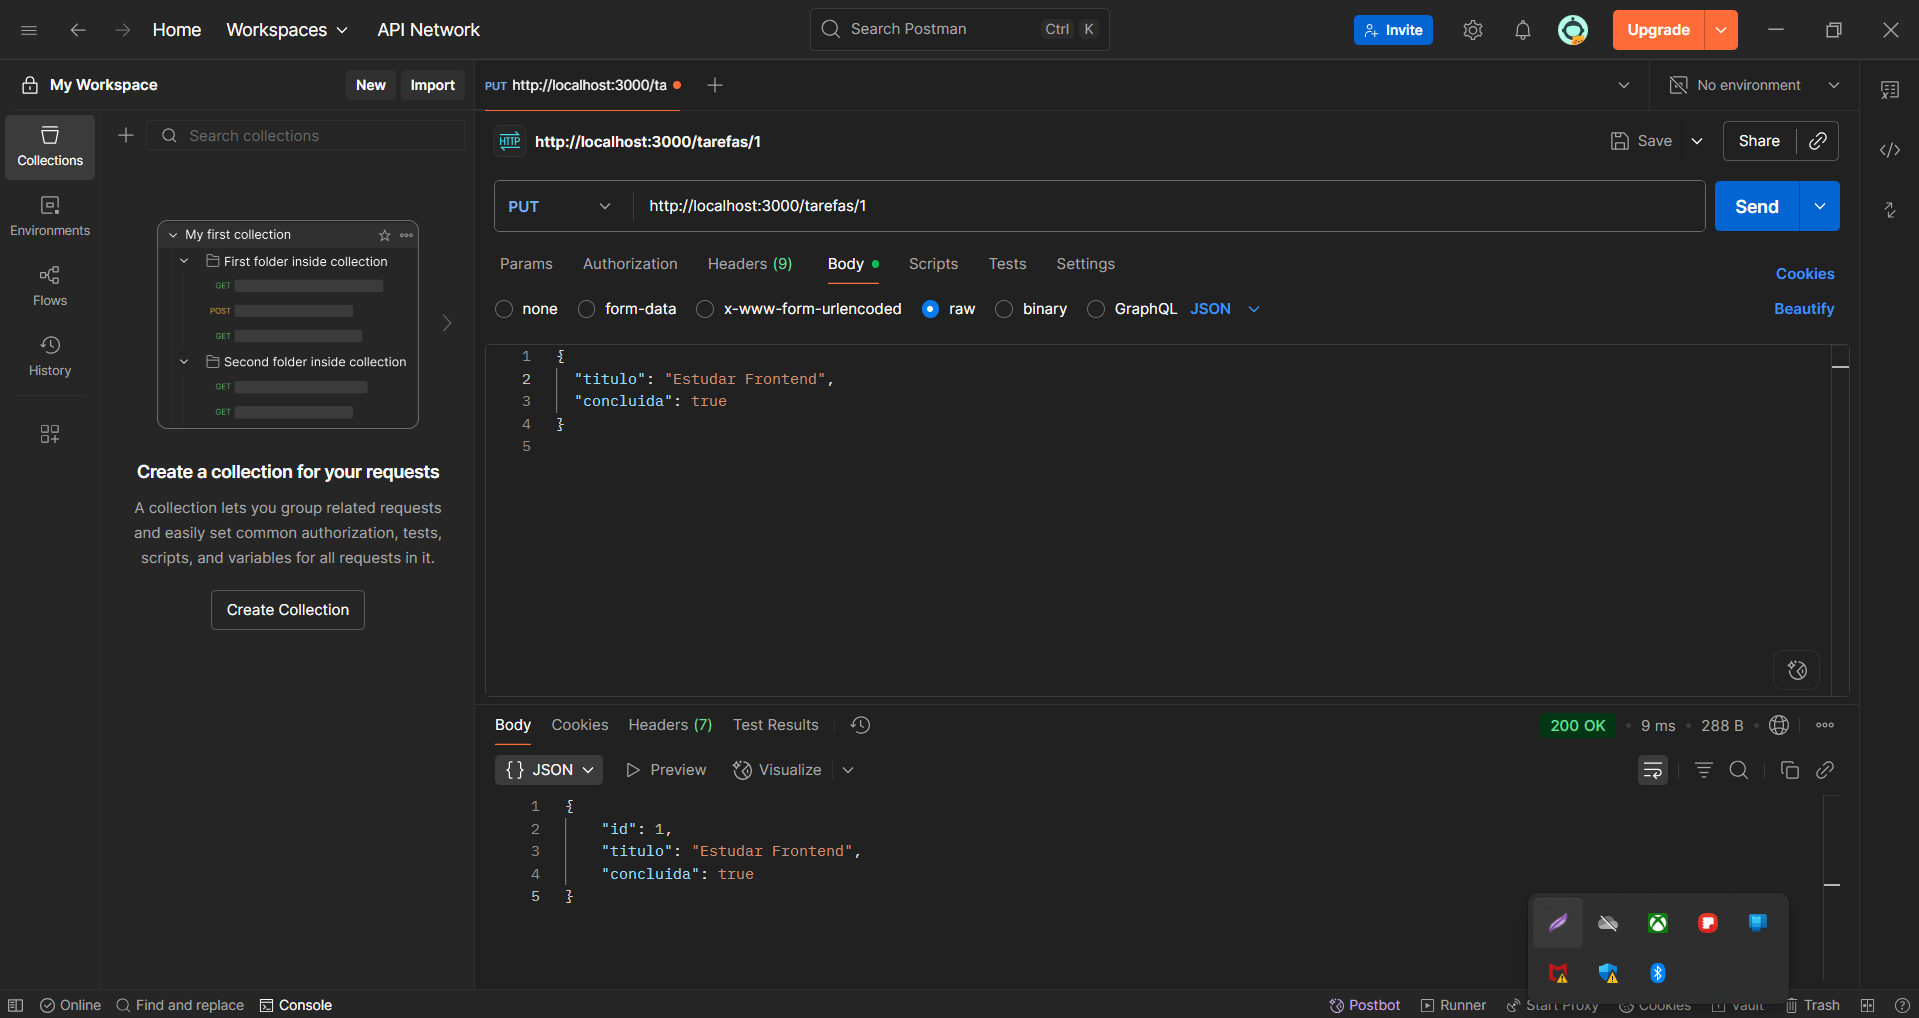 Home
Workspaces
API Network
Search Postman
Ctrl
K
Invite
Upgrade
My Workspace
New
Import
PUT http://localhost:3000/ta
No environment
Search collections
HTTP http://localhost:3000/tarefas/1
Save
Share
Collections
Environments
Flows
History
PUT
http://localhost:3000/tarefas/1
Send
My first collection
First folder inside collection
GET
POST
GET
Second folder inside collection
GET
GET
Create a collection for your requests
A collection lets you group related requests
and easily set common authorization, tests,
scripts, and variables for all requests in it.
Create Collection
Params
Authorization
Headers (9)
Body
Scripts
Tests
Settings
Cookies
none
form-data
x-www-form-urlencoded
raw
binary
GraphQL
JSON
Beautify
1 {
2 "titulo": "Estudar Frontend",
3 "concluida": true
4 }
5
Body
Cookies
Headers (7)
Test Results
200 OK
9 ms
288 B
{} JSON
Preview
Visualize
1 {
2 "id": 1,
3 "titulo": "Estudar Frontend",
4 "concluida": true
5 }
Online
Find and replace
Console
Postbot
Runner
Start Proxy
Cookies
Vault
Trash